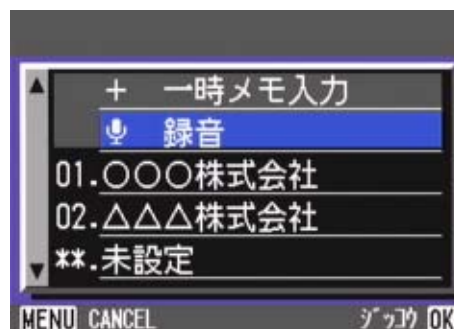 + 一時メモ入力
録音
01.○○○株式会社
02.△△△株式会社
**.未設定
MENU CANCEL ｼﾞｯｺｳ OK